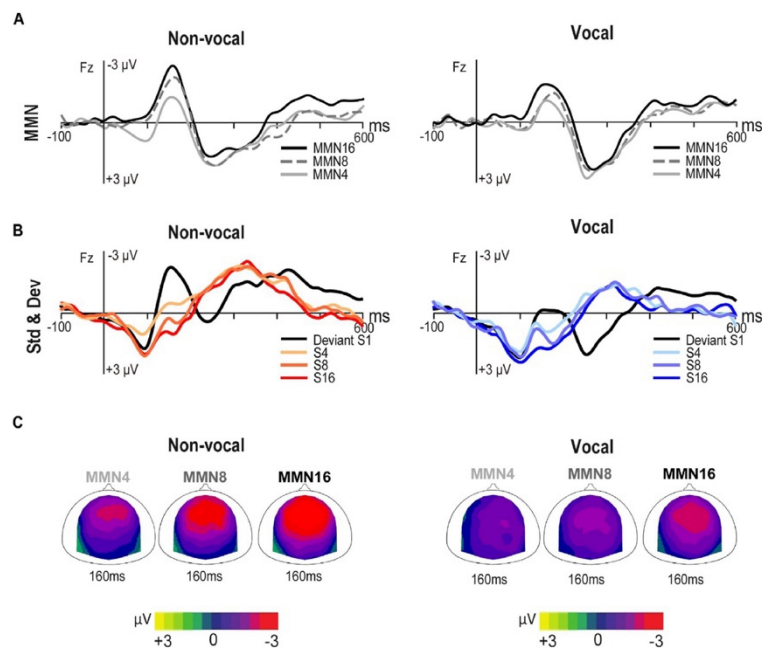 A
Non-vocal
Vocal
Fz
-3 µV
MMN
-100
ms
600
+3 µV
MMN16
MMN8
MMN4
Fz
-3 µV
-100
ms
600
+3 µV
MMN16
MMN8
MMN4
B
Non-vocal
Vocal
Fz
-3 µV
Std & Dev
-100
ms
600
+3 µV
Deviant S1
S4
S8
S16
Fz
-3 µV
-100
ms
600
+3 µV
Deviant S1
S4
S8
S16
C
Non-vocal
Vocal
MMN4 MMN8 MMN16
160ms 160ms 160ms
MMN4 MMN8 MMN16
160ms 160ms 160ms
µV
+3 0 -3
µV
+3 0 -3